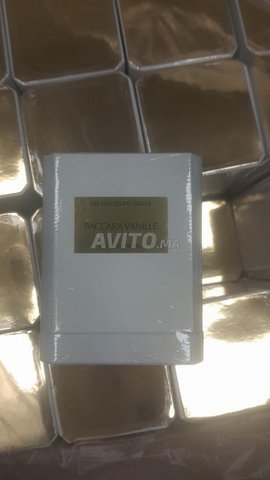 LES FLEURS DU GOLFE
BACCARA VANILLE
AVITO.MA